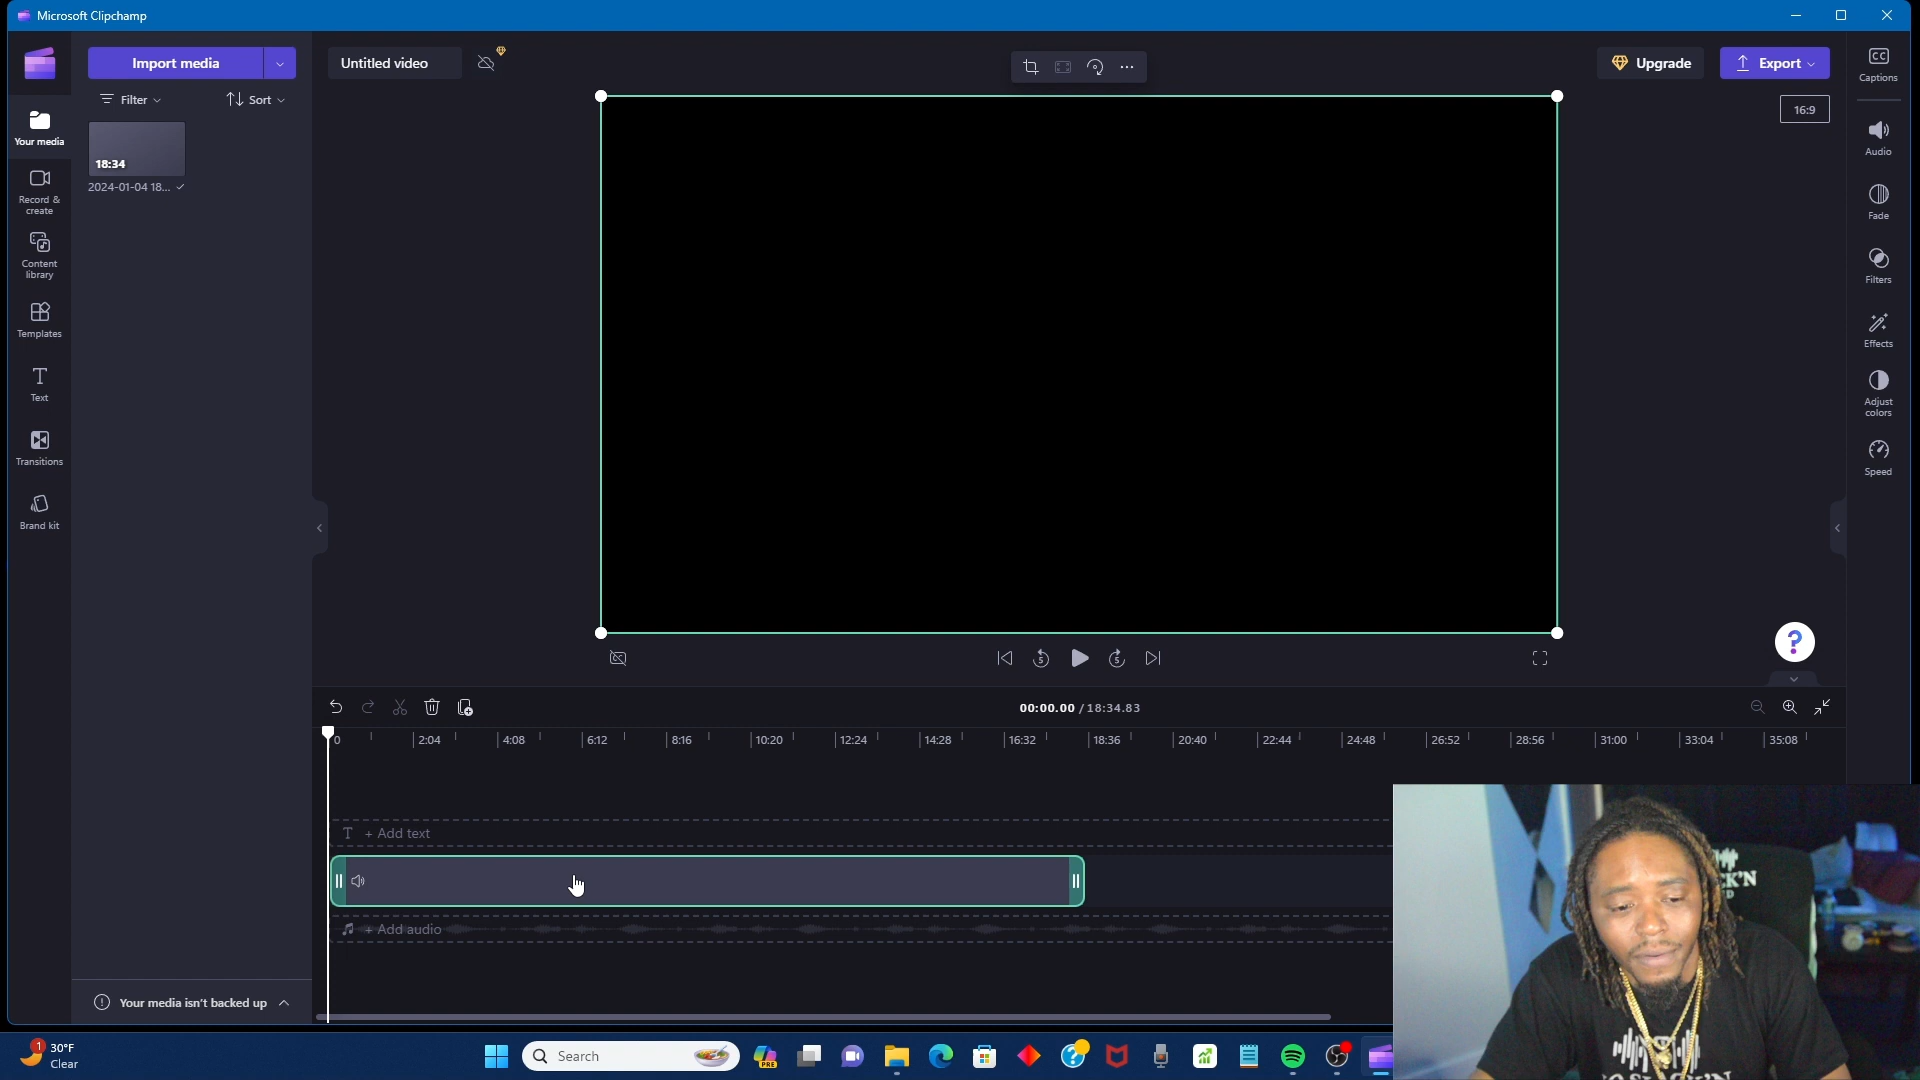 Microsoft Clipchamp
Import media
Untitled video
Upgrade
Export
Captions
Filter
Sort
16:9
Your media
18:34
2024-01-04 18...
Audio
Record &
create
Fade
Content
library
Filters
Templates
Effects
Text
Adjust
colors
Transitions
Speed
Brand kit
5
5
?
00:00.00 / 18:34.83
0
2:04
4:08
6:12
8:16
10:20
12:24
14:28
16:32
18:36
20:40
22:44
24:48
26:52
28:56
31:00
33:04
35:08
T + Add text
+ Add audio
Your media isn't backed up
1
30°F
Clear
Search
PRE